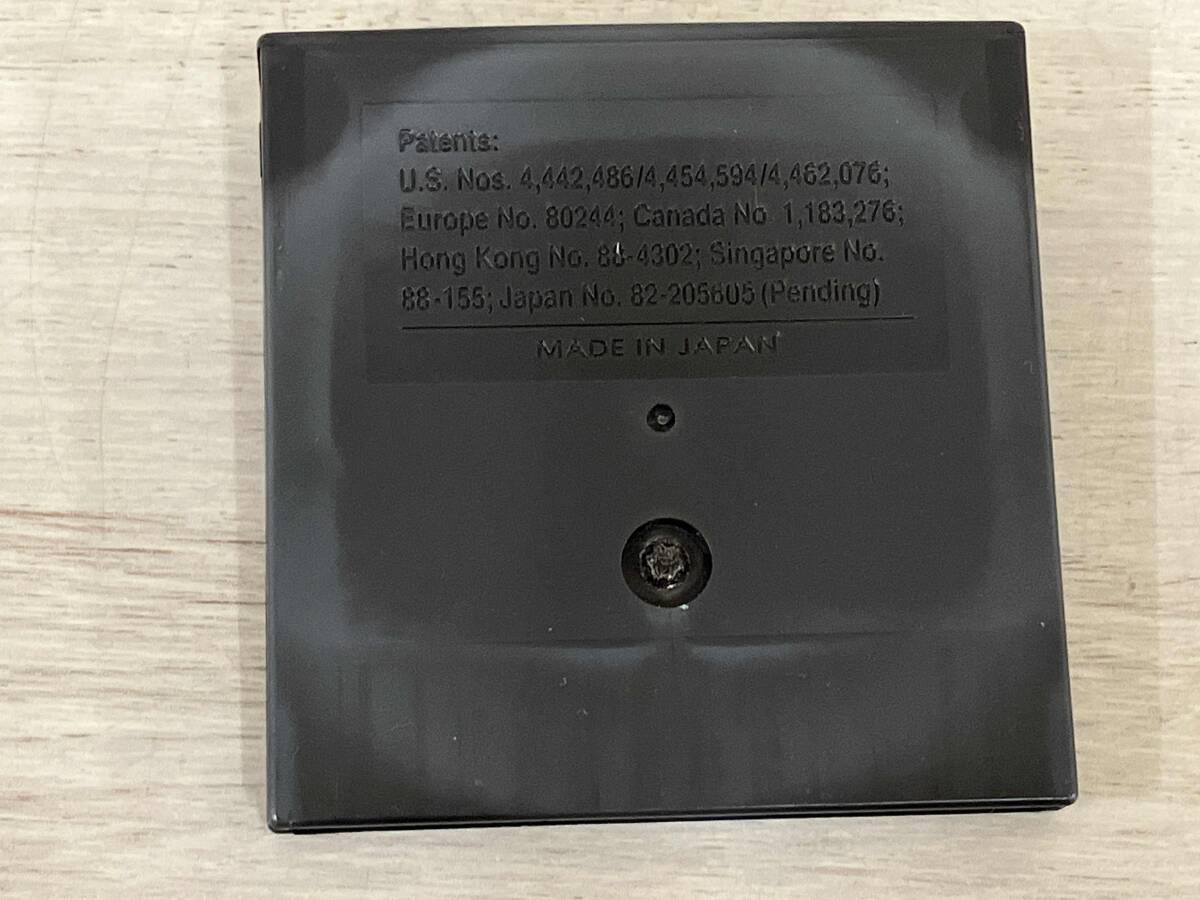 Patents:
U.S. Nos. 4,442,486/4,454,594/4,462,076;
Europe No. 80244; Canada No. 1,183,276;
Hong Kong No. 88-4302; Singapore No.
88-155; Japan No. 82-205605 (Pending)
MADE IN JAPAN